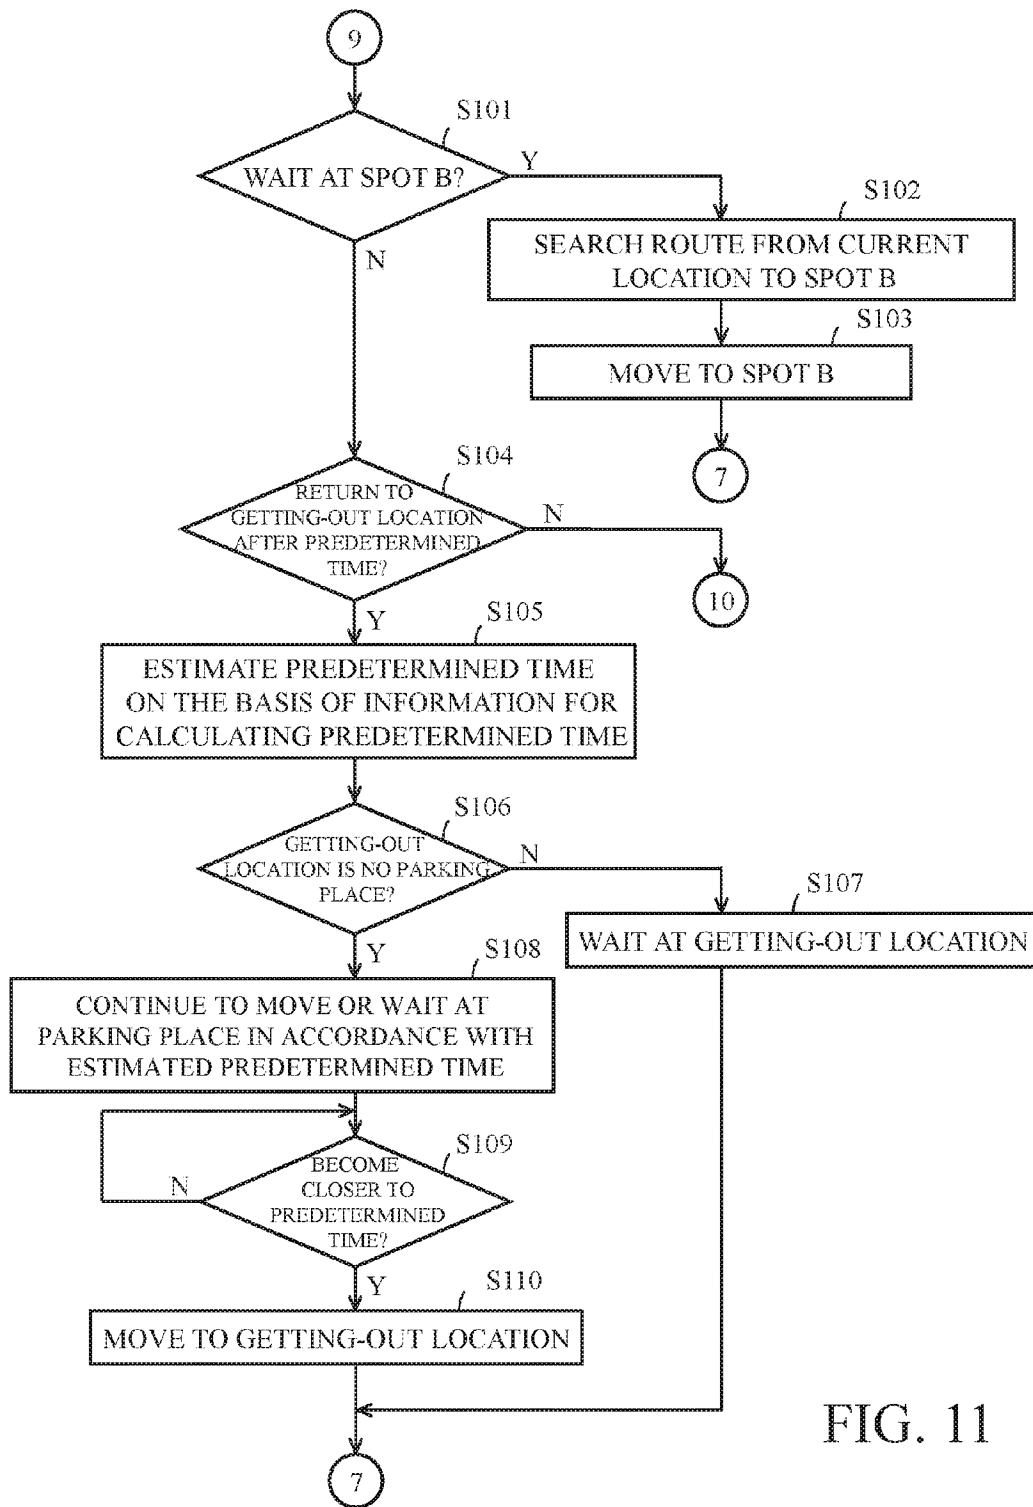 9
S101
WAIT AT SPOT B?
Y
N
S102
SEARCH ROUTE FROM CURRENT
LOCATION TO SPOT B
S103
MOVE TO SPOT B
7
S104
RETURN TO
GETTING-OUT LOCATION
AFTER PREDETERMINED
TIME?
N
10
Y
S105
ESTIMATE PREDETERMINED TIME
ON THE BASIS OF INFORMATION FOR
CALCULATING PREDETERMINED TIME
S106
GETTING-OUT
LOCATION IS NO PARKING
PLACE?
N
S107
WAIT AT GETTING-OUT LOCATION
Y
S108
CONTINUE TO MOVE OR WAIT AT
PARKING PLACE IN ACCORDANCE WITH
ESTIMATED PREDETERMINED TIME
S109
BECOME
CLOSER TO
PREDETERMINED
TIME?
N
Y
S110
MOVE TO GETTING-OUT LOCATION
7
FIG. 11